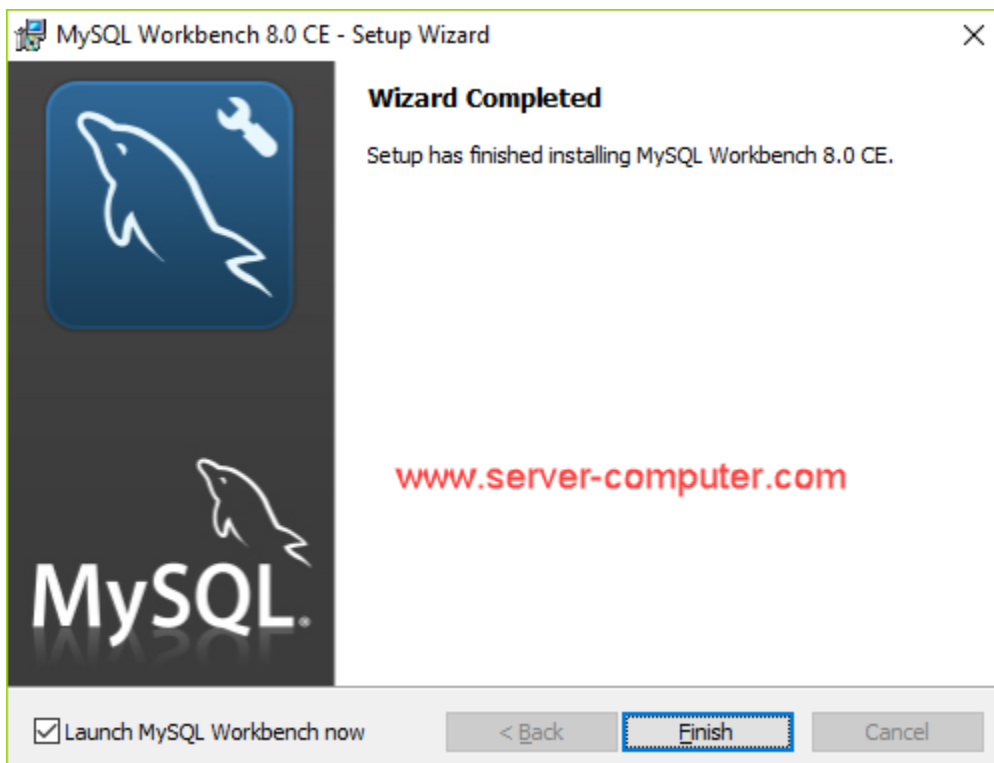 MySQL Workbench 8.0 CE - Setup Wizard
Wizard Completed
Setup has finished installing MySQL Workbench 8.0 CE.
www.server-computer.com
MySQL®
Launch MySQL Workbench now
< Back
Finish
Cancel